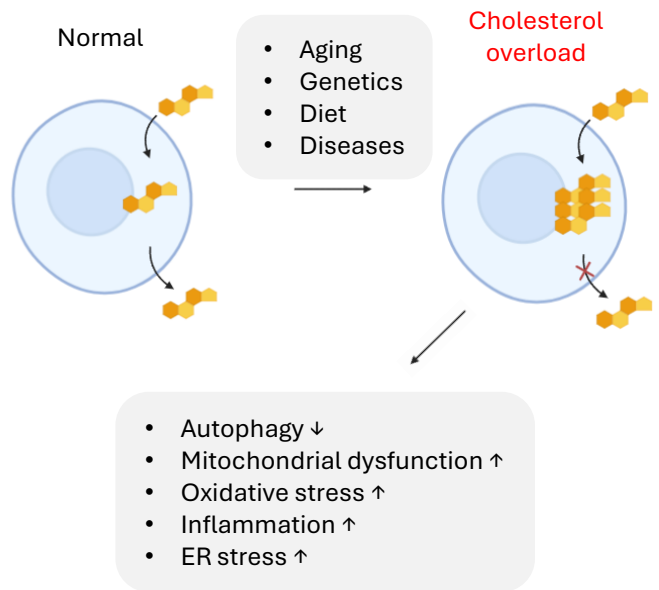 Normal
• Aging
• Genetics
• Diet
• Diseases
Cholesterol
overload
• Autophagy ↓
• Mitochondrial dysfunction ↑
• Oxidative stress ↑
• Inflammation ↑
• ER stress ↑